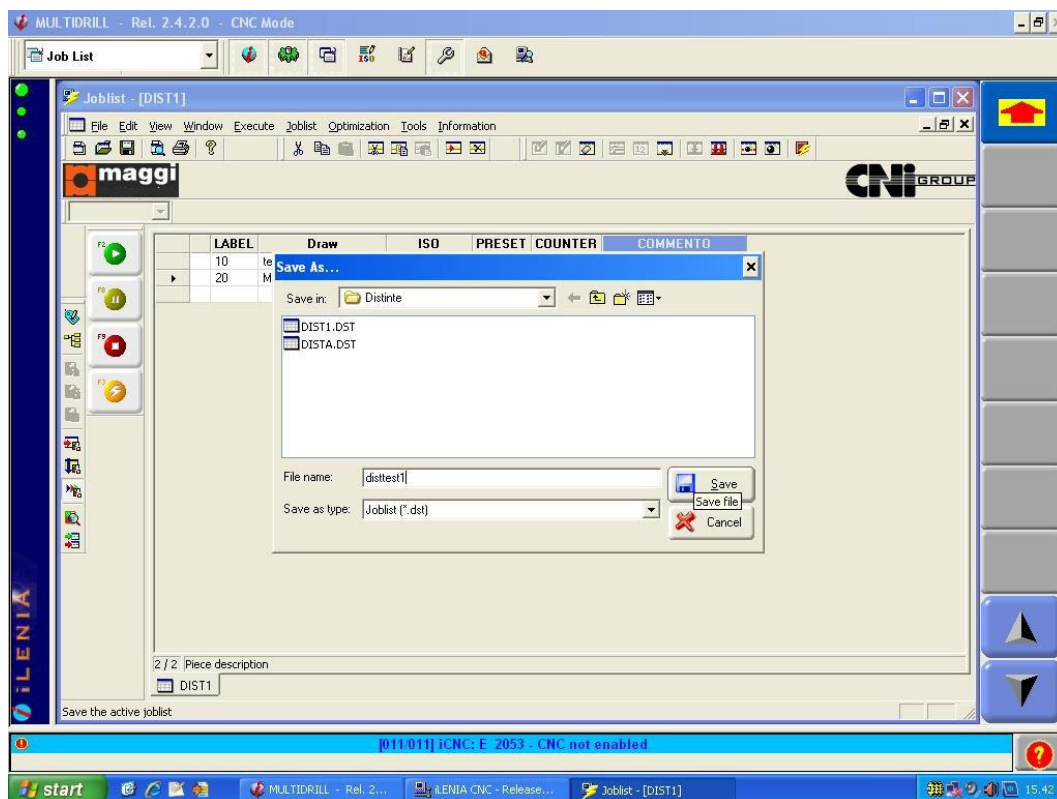 MULTIDRILL - Rel. 2.4.2.0 - CNC Mode
Job List
ISO
Joblist - [DIST1]
File Edit View Window Execute Joblist Optimization Tools Information
maggi
CNi GROUP
LABEL Draw ISO PRESET COUNTER COMMENTO
F2
10 te
20 M
F9
F3
Save As...
Save in: Distinte
DIST1.DST
DISTA.DST
File name: disttest1
Save
Save file
Save as type: Joblist (*.dst)
Cancel
iLENIA
2 / 2 Piece description
DIST1
Save the active joblist
[011/011] iCNC: E 2053 - CNC not enabled
start
MULTIDRILL - Rel. 2...
iLENIA CNC - Release...
Joblist - [DIST1]
15.42